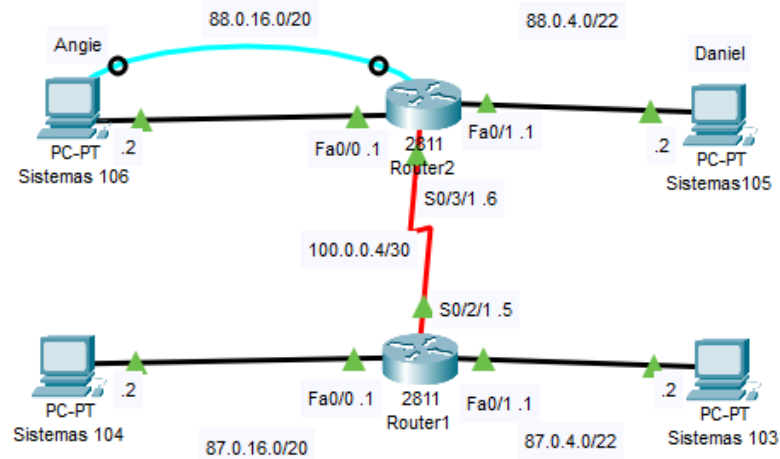 88.0.16.0/20
88.0.4.0/22
Angie
Daniel
.2
Fa0/0 .1
2811
Router2
Fa0/1 .1
.2
PC-PT
Sistemas 106
PC-PT
Sistemas105
S0/3/1 .6
100.0.0.4/30
S0/2/1 .5
.2
Fa0/0 .1
2811
Router1
Fa0/1 .1
.2
PC-PT
Sistemas 104
PC-PT
Sistemas 103
87.0.16.0/20
87.0.4.0/22